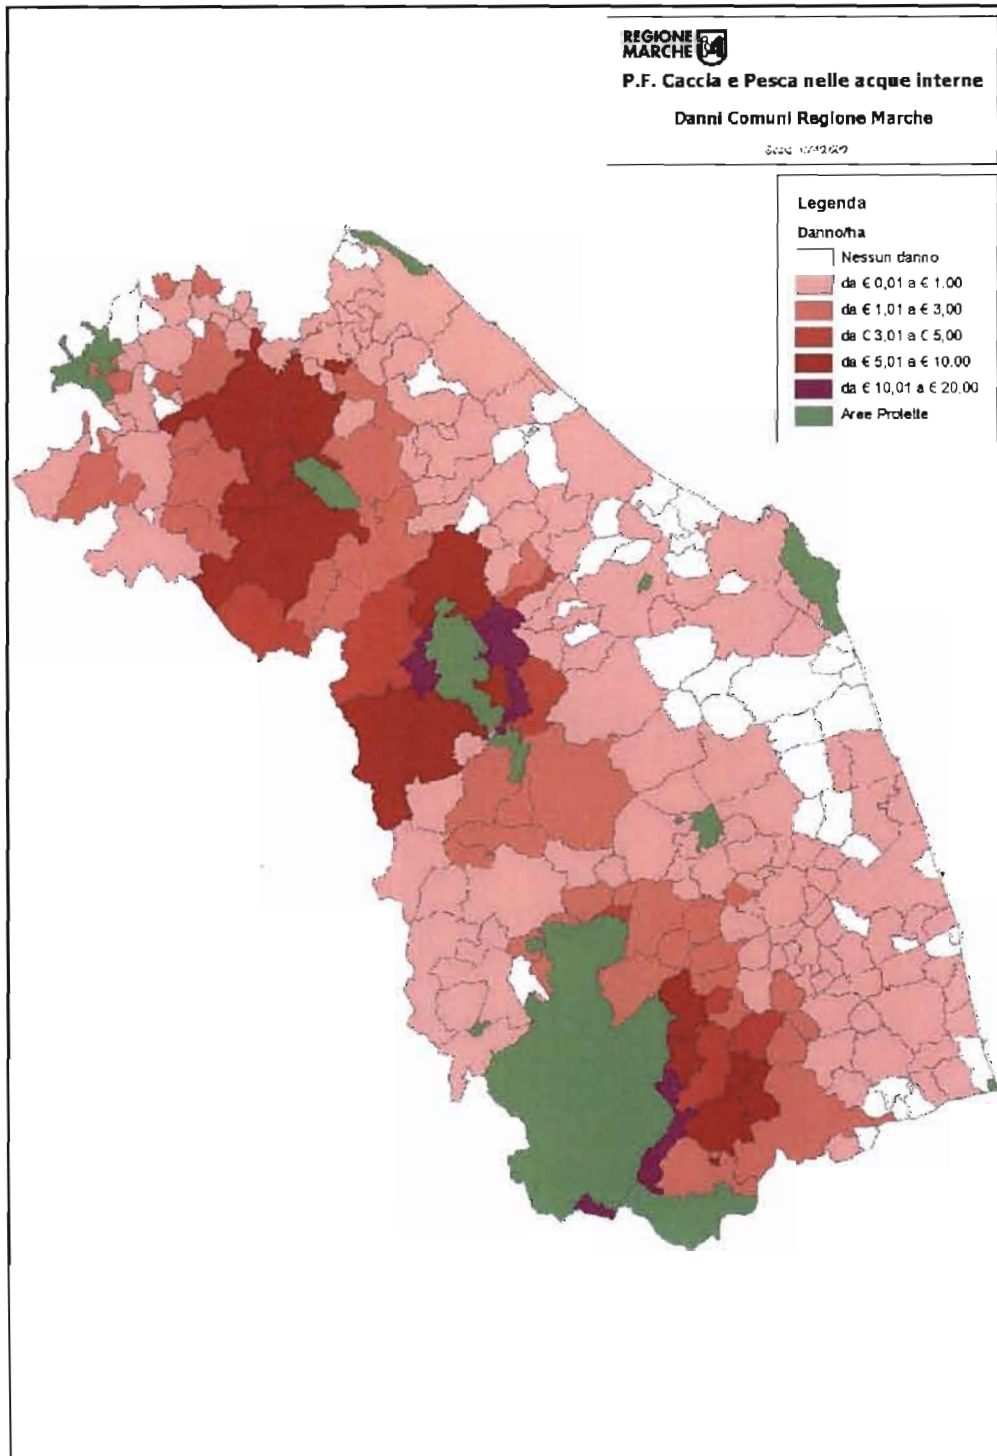 REGIONE
MARCHE
P.F. Caccia e Pesca nelle acque interne
Danni Comuni Regione Marche
Legenda
Danno/ha
Nessun danno
da € 0,01 a € 1.00
da € 1,01 a € 3,00
da € 3,01 a € 5,00
da € 5,01 a € 10,00
da € 10,01 a € 20,00
Aree Protette